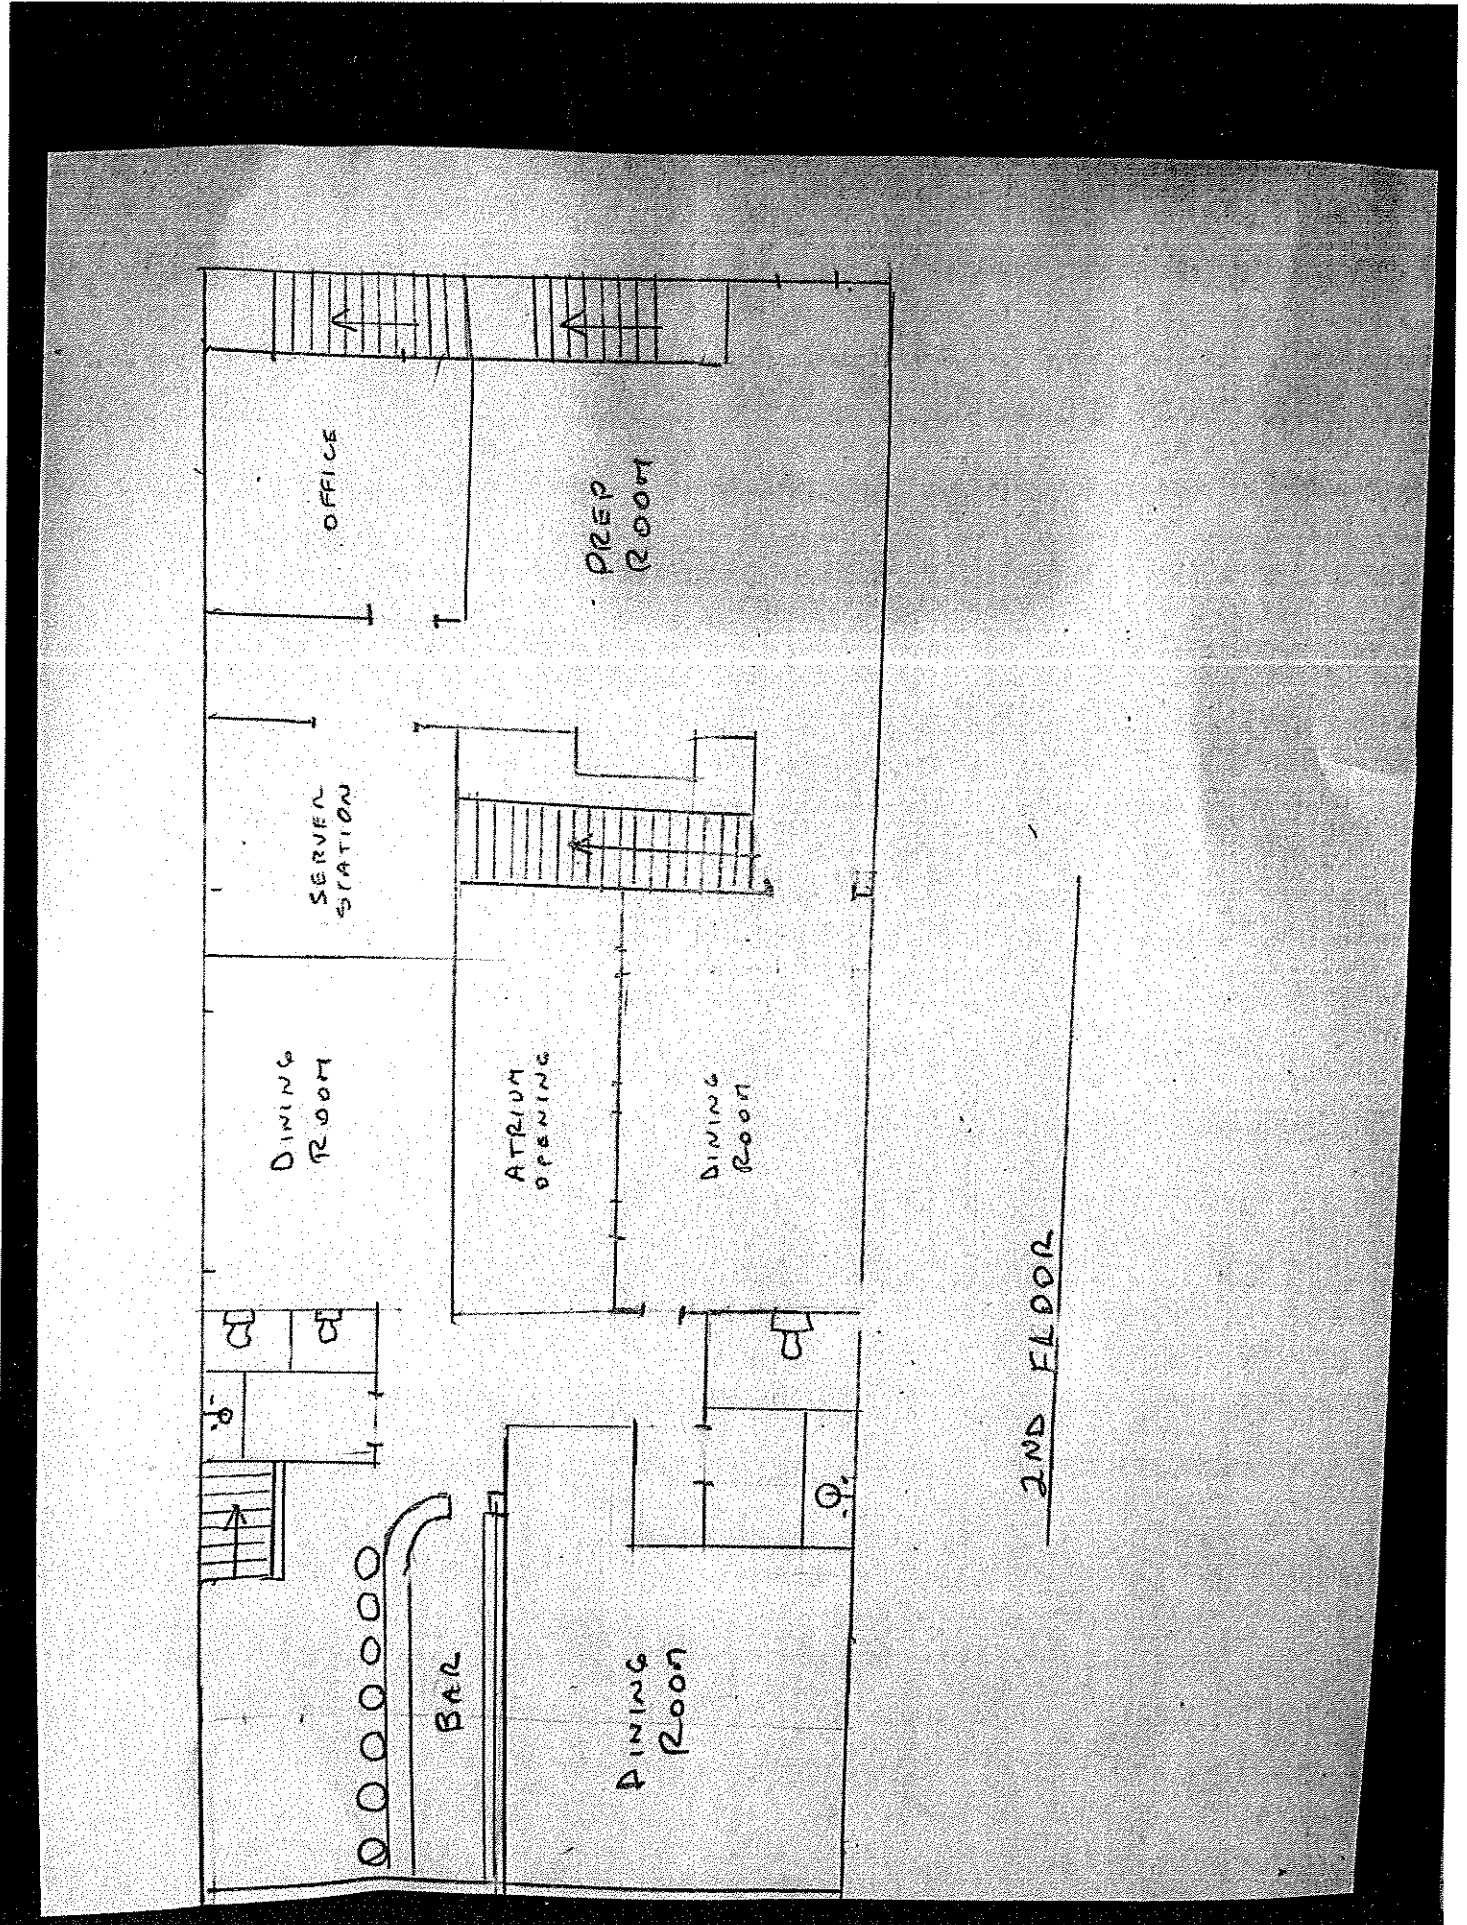 OFFICE
PREP
ROOM
SERVER
STATION
DINING
ROOM
ATRIUM
OPENING
DINING
ROOM
BAR
DINING
ROOM
2ND FLOOR